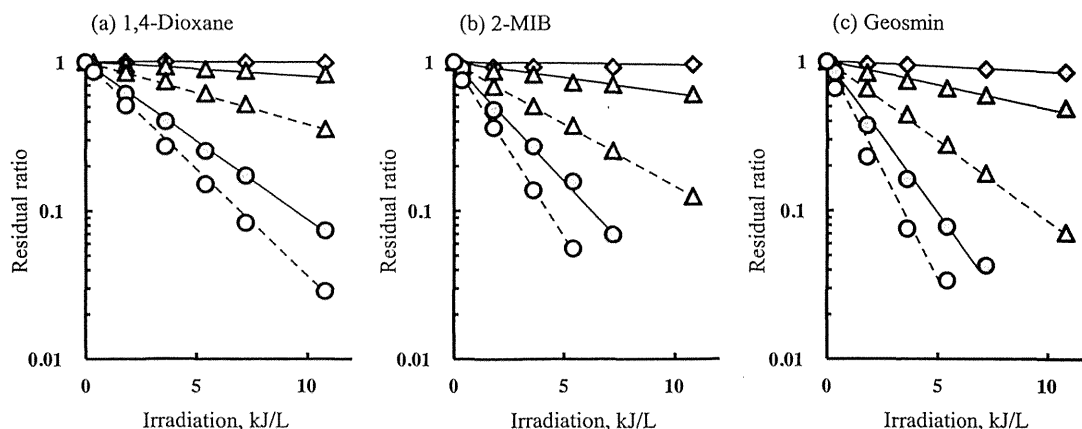 (a) 1,4-Dioxane
1
0.1
0.01
Residual ratio
0
5
10
Irradiation, kJ/L
(b) 2-MIB
1
0.1
0.01
Residual ratio
0
5
10
Irradiation, kJ/L
(c) Geosmin
1
0.1
0.01
Residual ratio
0
5
10
Irradiation, kJ/L